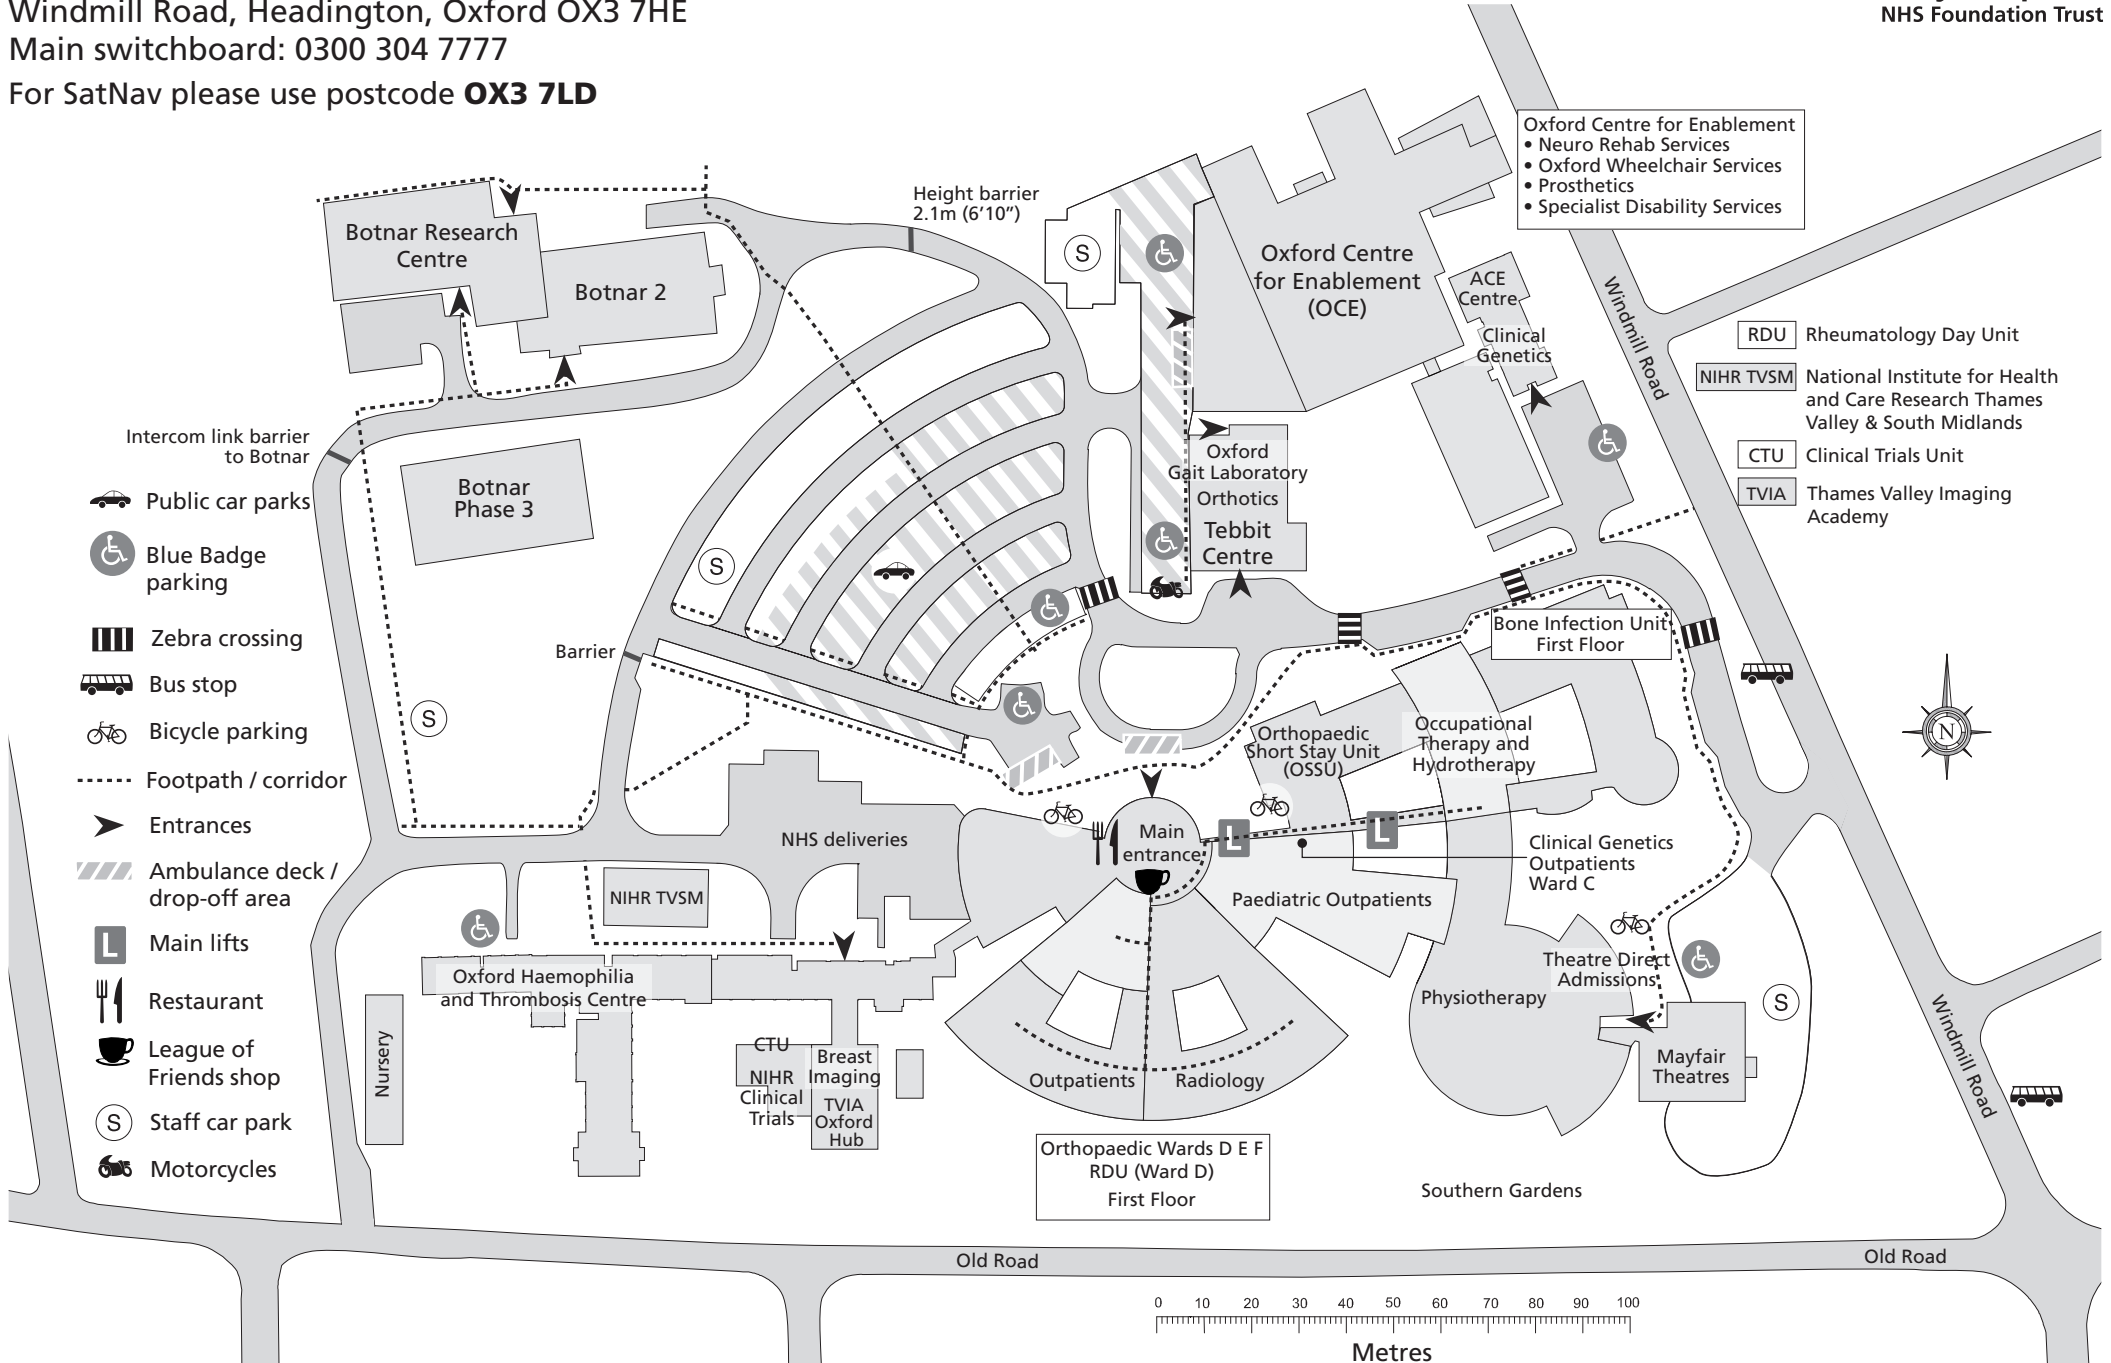 Windmill Road, Headington, Oxford OX3 7HE
Main switchboard: 0300 304 7777
For SatNav please use postcode OX3 7LD
NHS Foundation Trust
Oxford Centre for Enablement
• Neuro Rehab Services
• Oxford Wheelchair Services
• Prosthetics
• Specialist Disability Services
Height barrier
2.1m (6’10”)
Botnar Research
Centre
Botnar 2
S
Oxford Centre
for Enablement
(OCE)
ACE
Centre
Clinical
Genetics
Windmill Road
RDU Rheumatology Day Unit
NIHR TVSM National Institute for Health
and Care Research Thames
Valley & South Midlands
CTU Clinical Trials Unit
TVIA Thames Valley Imaging
Academy
Intercom link barrier
to Botnar
Botnar
Phase 3
Oxford
Gait Laboratory
Orthotics
Tebbit
Centre
Public car parks
Blue Badge
parking
Zebra crossing
Bus stop
Bicycle parking
Footpath / corridor
Entrances
Ambulance deck /
drop-off area
L Main lifts
Restaurant
League of
Friends shop
S Staff car park
Motorcycles
S
Barrier
S
Bone Infection Unit
First Floor
N
Orthopaedic
Short Stay Unit
(OSSU)
Occupational
Therapy and
Hydrotherapy
NHS deliveries
Main
entrance
L
L
Clinical Genetics
Outpatients
Ward C
NIHR TVSM
Paediatric Outpatients
Oxford Haemophilia
and Thrombosis Centre
Theatre Direct
Admissions
Physiotherapy
S
Nursery
CTU
NIHR
Clinical
Trials
Breast
Imaging
TVIA
Oxford
Hub
Outpatients
Radiology
Mayfair
Theatres
Windmill Road
Orthopaedic Wards D E F
RDU (Ward D)
First Floor
Southern Gardens
Old Road
Old Road
0 10 20 30 40 50 60 70 80 90 100
Metres